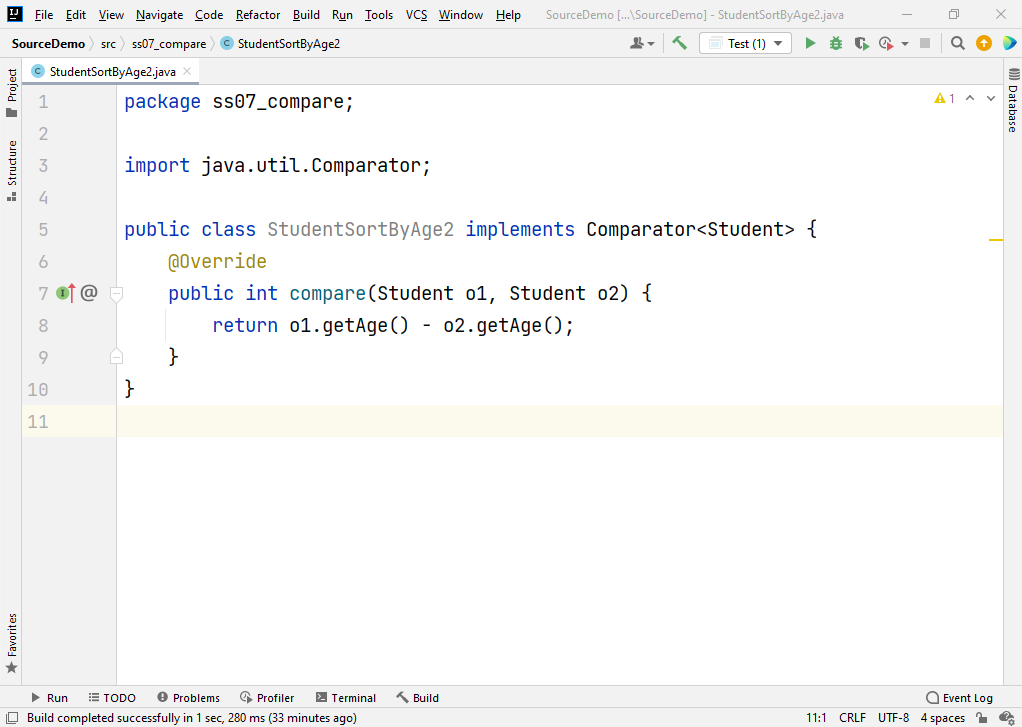 File Edit View Navigate Code Refactor Build Run Tools VCS Window Help SourceDemo [...\SourceDemo] - StudentSortByAge2.java
SourceDemo src ss07_compare C StudentSortByAge2 Test (1)
C StudentSortByAge2.java
Project
Structure
Favorites
Database
1 package ss07_compare;
2
3 import java.util.Comparator;
4
5 public class StudentSortByAge2 implements Comparator<Student> {
6 @Override
7 public int compare(Student o1, Student o2) {
8 return o1.getAge() - o2.getAge();
9 }
10 }
11
1
Run TODO Problems Profiler Terminal Build Event Log
Build completed successfully in 1 sec, 280 ms (33 minutes ago) 11:1 CRLF UTF-8 4 spaces